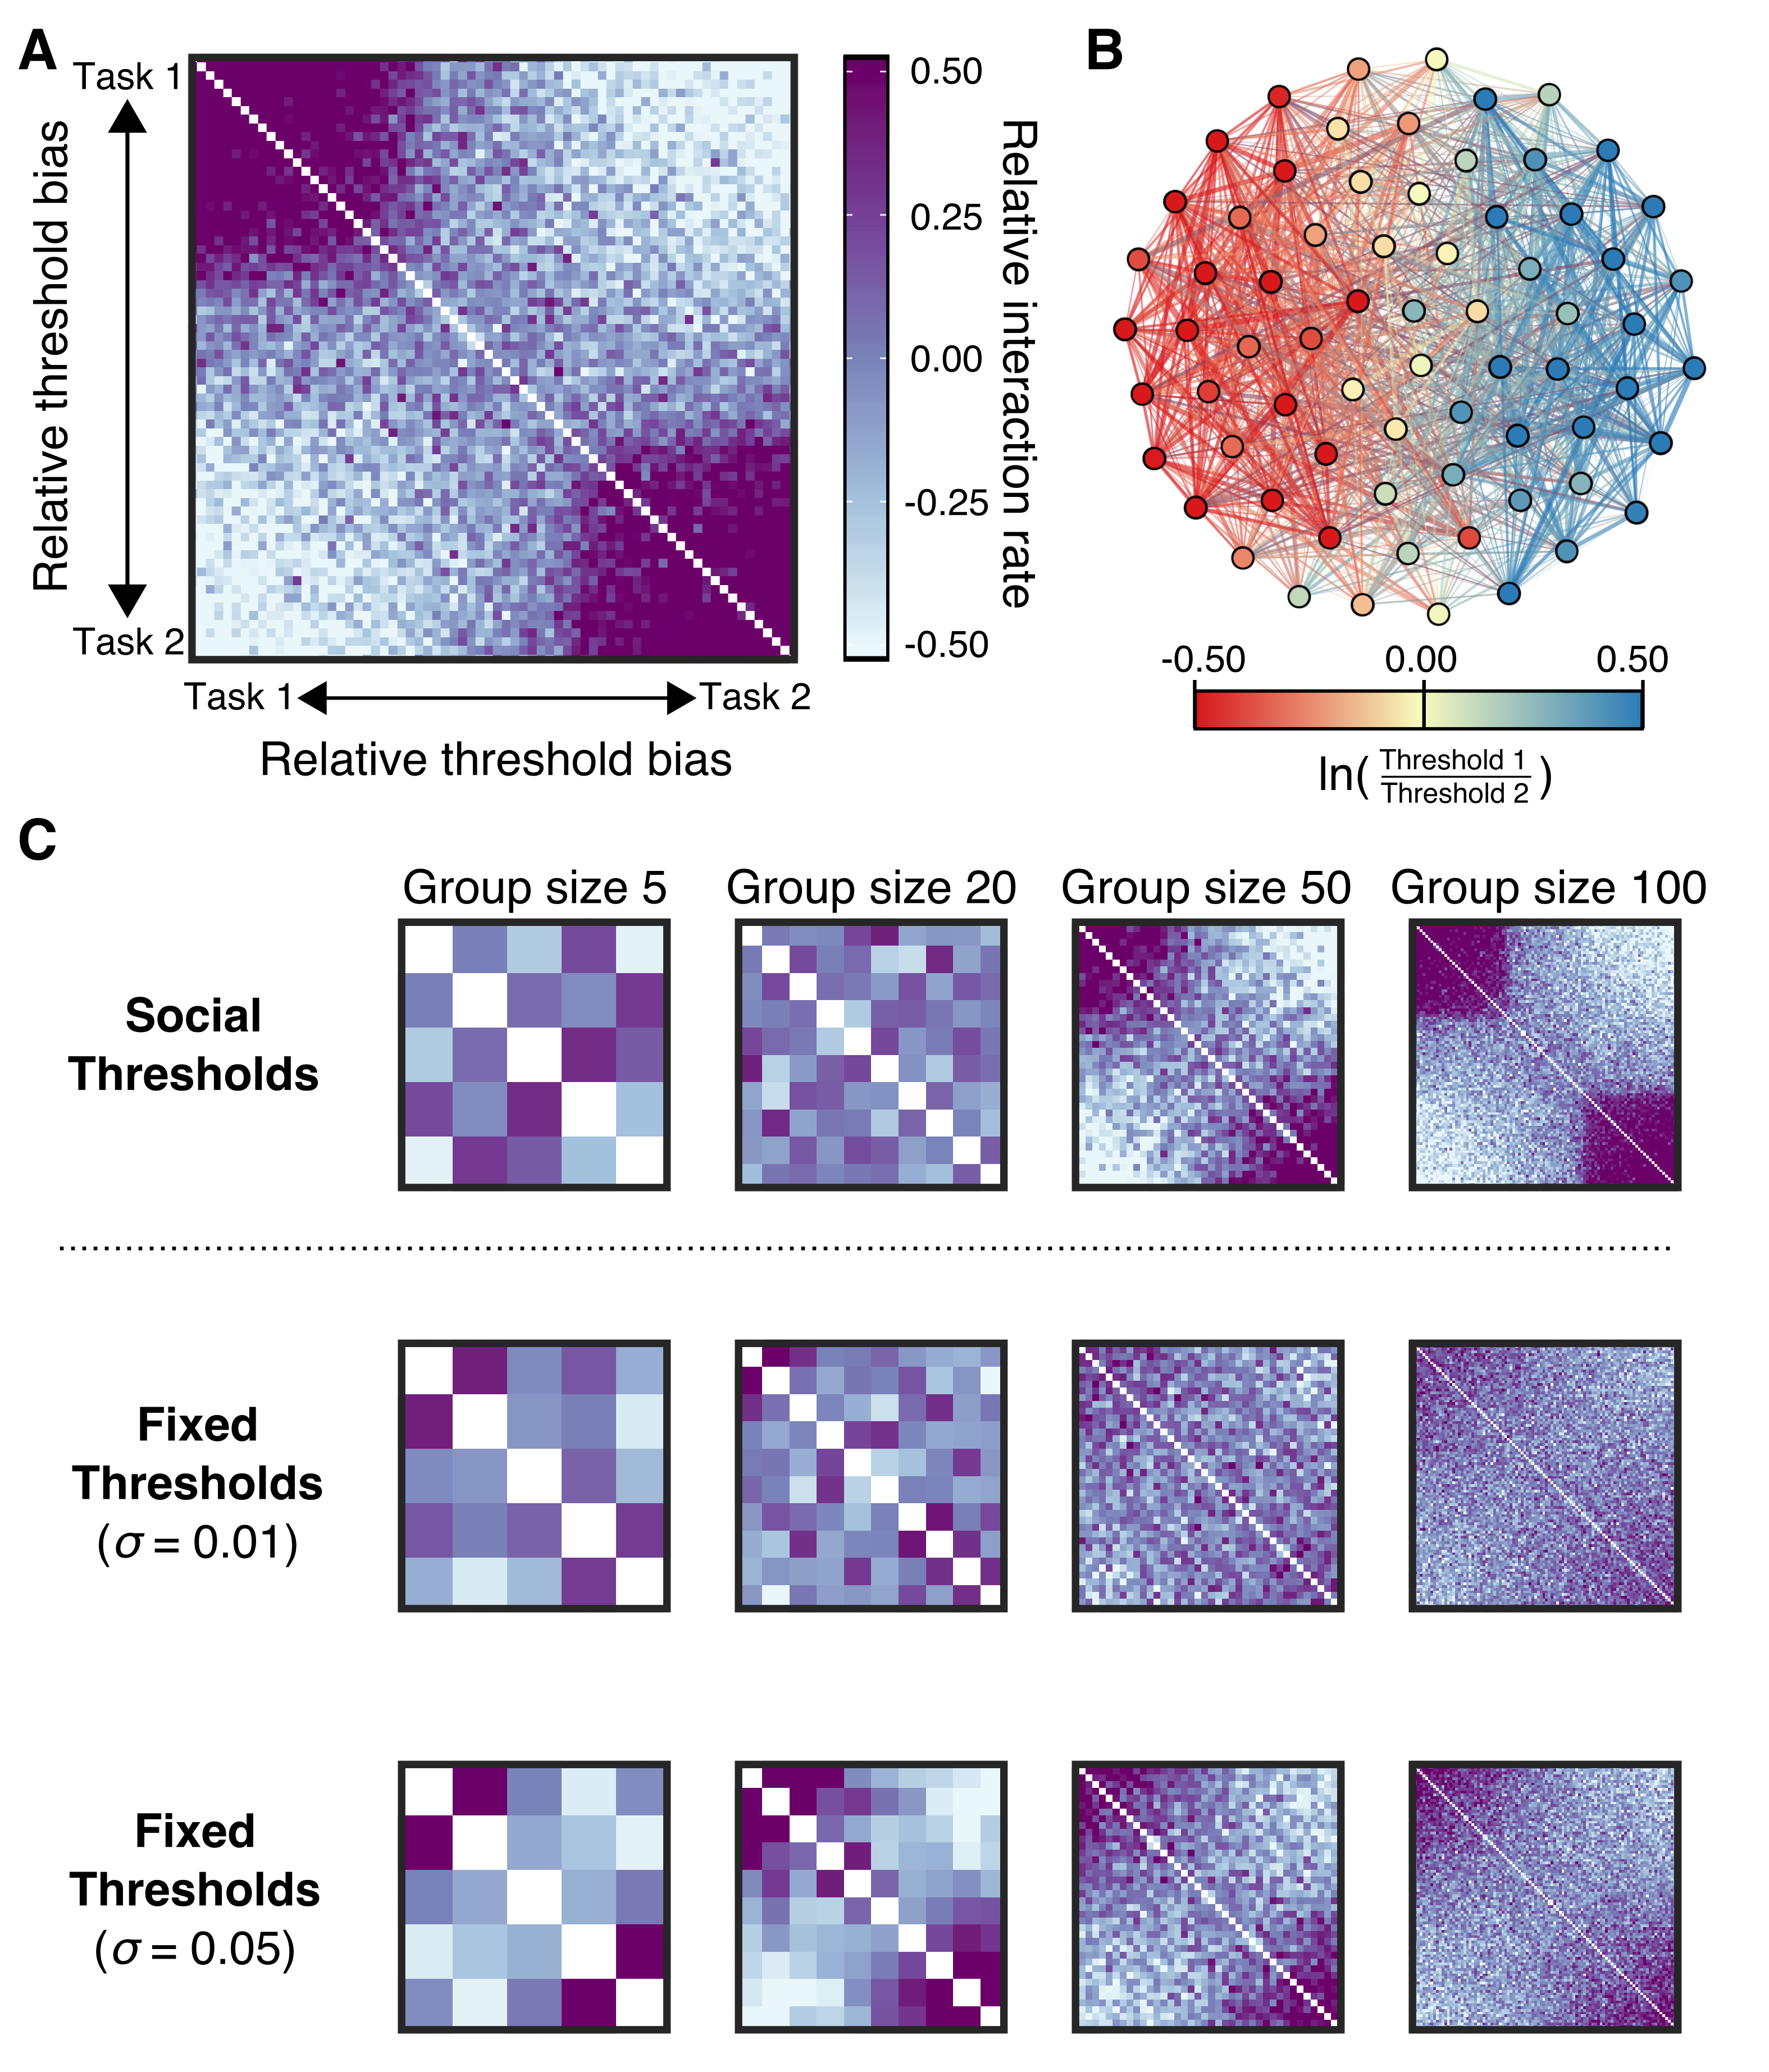 A
Task 1
Relative threshold bias
Task 2
Task 1
Task 2
Relative threshold bias
0.50
0.25
0.00
-0.25
-0.50
Relative interaction rate
B
-0.50 0.00 0.50
ln( Threshold 1 / Threshold 2 )
C
Group size 5
Group size 20
Group size 50
Group size 100
Social
Thresholds
Fixed
Thresholds
(σ = 0.01)
Fixed
Thresholds
(σ = 0.05)